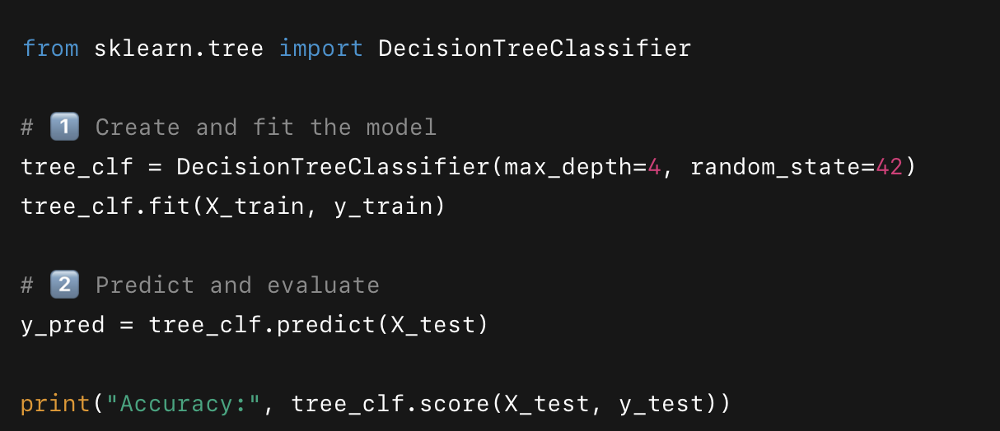 from sklearn.tree import DecisionTreeClassifier
# 1️⃣ Create and fit the model
tree_clf = DecisionTreeClassifier(max_depth=4, random_state=42)
tree_clf.fit(X_train, y_train)
# 2️⃣ Predict and evaluate
y_pred = tree_clf.predict(X_test)
print("Accuracy:", tree_clf.score(X_test, y_test))